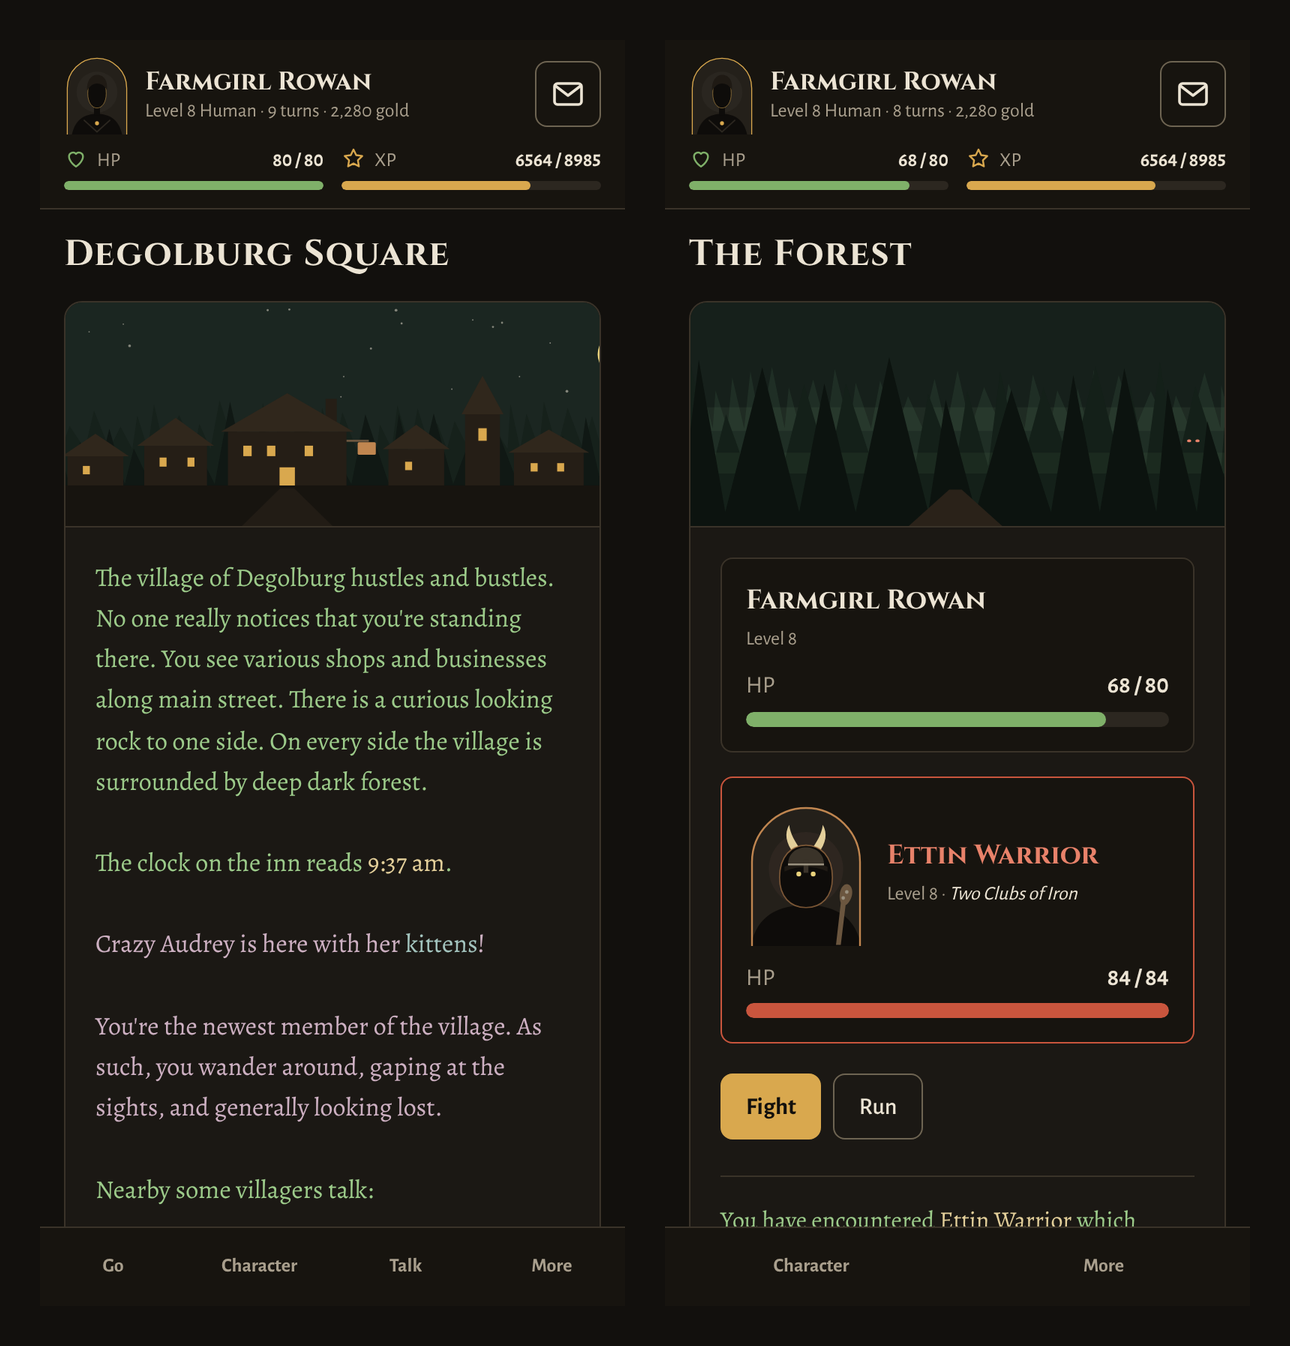 Farmgirl Rowan
Level 8 Human · 9 turns · 2,280 gold
HP 80 / 80 XP 6564 / 8985
Degolburg Square
The village of Degolburg hustles and bustles.
No one really notices that you're standing
there. You see various shops and businesses
along main street. There is a curious looking
rock to one side. On every side the village is
surrounded by deep dark forest.
The clock on the inn reads 9:37 am.
Crazy Audrey is here with her kittens!
You're the newest member of the village. As
such, you wander around, gaping at the
sights, and generally looking lost.
Nearby some villagers talk:
Go Character Talk More
Farmgirl Rowan
Level 8 Human · 8 turns · 2,280 gold
HP 68 / 80 XP 6564 / 8985
The Forest
Farmgirl Rowan
Level 8
HP 68 / 80
Ettin Warrior
Level 8 · Two Clubs of Iron
HP 84 / 84
Fight Run
You have encountered Ettin Warrior which
Character More